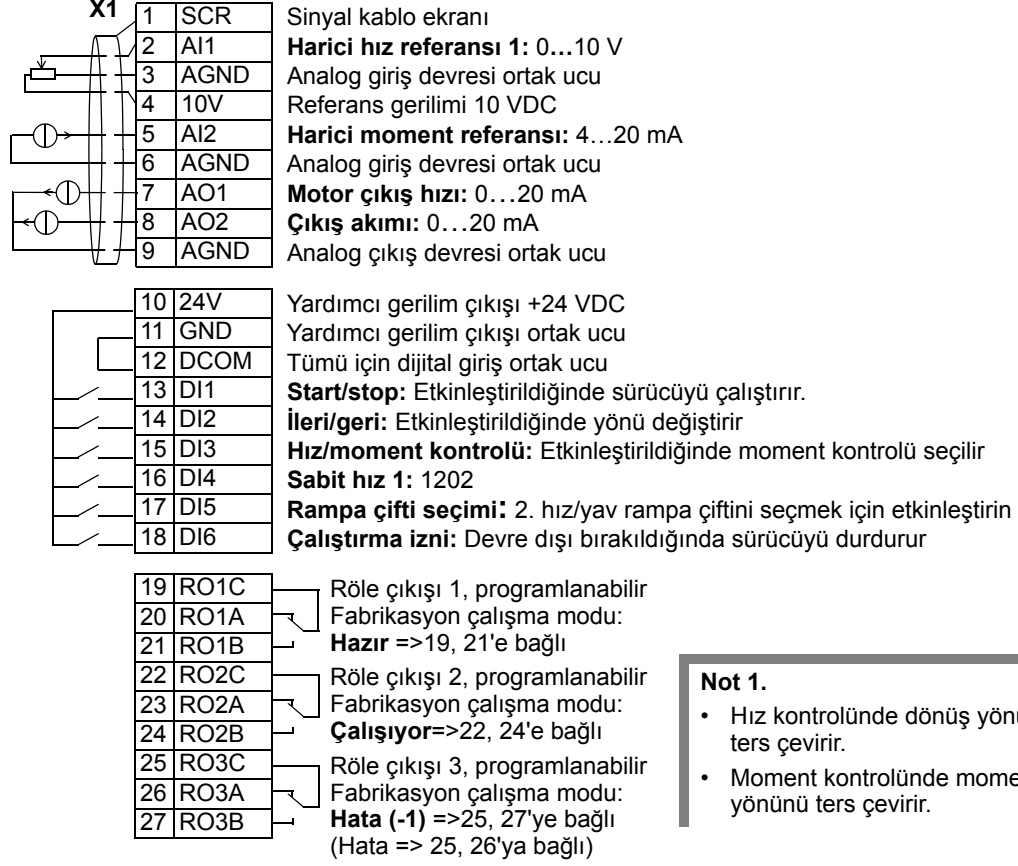 X1
1 SCR Sinyal kablo ekranı
2 AI1 Harici hız referansı 1: 0…10 V
3 AGND Analog giriş devresi ortak ucu
4 10V Referans gerilimi 10 VDC
5 AI2 Harici moment referansı: 4…20 mA
6 AGND Analog giriş devresi ortak ucu
7 AO1 Motor çıkış hızı: 0…20 mA
8 AO2 Çıkış akımı: 0…20 mA
9 AGND Analog çıkış devresi ortak ucu
10 24V Yardımcı gerilim çıkışı +24 VDC
11 GND Yardımcı gerilim çıkışı ortak ucu
12 DCOM Tümü için dijital giriş ortak ucu
13 DI1 Start/stop: Etkinleştirildiğinde sürücüyü çalıştırır.
14 DI2 İleri/geri: Etkinleştirildiğinde yönü değiştirir
15 DI3 Hız/moment kontrolü: Etkinleştirildiğinde moment kontrolü seçilir
16 DI4 Sabit hız 1: 1202
17 DI5 Rampa çifti seçimi: 2. hız/yav rampa çiftini seçmek için etkinleştirin
18 DI6 Çalıştırma izni: Devre dışı bırakıldığında sürücüyü durdurur
19 RO1C Röle çıkışı 1, programlanabilir
20 RO1A Fabrikasyon çalışma modu:
21 RO1B Hazır =>19, 21'e bağlı
22 RO2C Röle çıkışı 2, programlanabilir
23 RO2A Fabrikasyon çalışma modu:
24 RO2B Çalışıyor=>22, 24'e bağlı
25 RO3C Röle çıkışı 3, programlanabilir
26 RO3A Fabrikasyon çalışma modu:
27 RO3B Hata (-1) =>25, 27'ye bağlı
(Hata => 25, 26'ya bağlı)
Not 1.
• Hız kontrolünde dönüş
ters çevirir.
• Moment kontrolünde
yönünü ters çevirir.